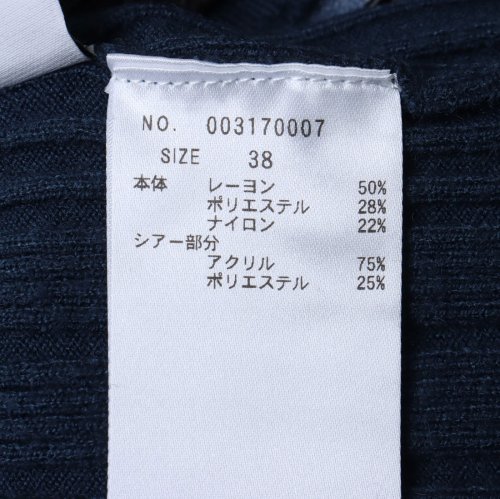 NO. 003170007
SIZE 38
本体 レーヨン 50%
ポリエステル 28%
ナイロン 22%
シアー部分
アクリル 75%
ポリエステル 25%